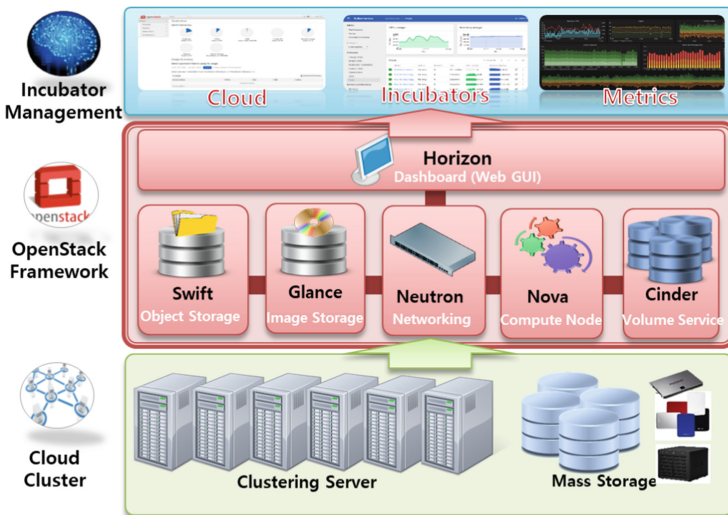 Incubator
Management
Cloud
Incubators
Metrics
Horizon
Dashboard (Web GUI)
openstack
OpenStack
Framework
Swift
Object Storage
Glance
Image Storage
Neutron
Networking
Nova
Compute Node
Cinder
Volume Service
Cloud
Cluster
Clustering Server
Mass Storage